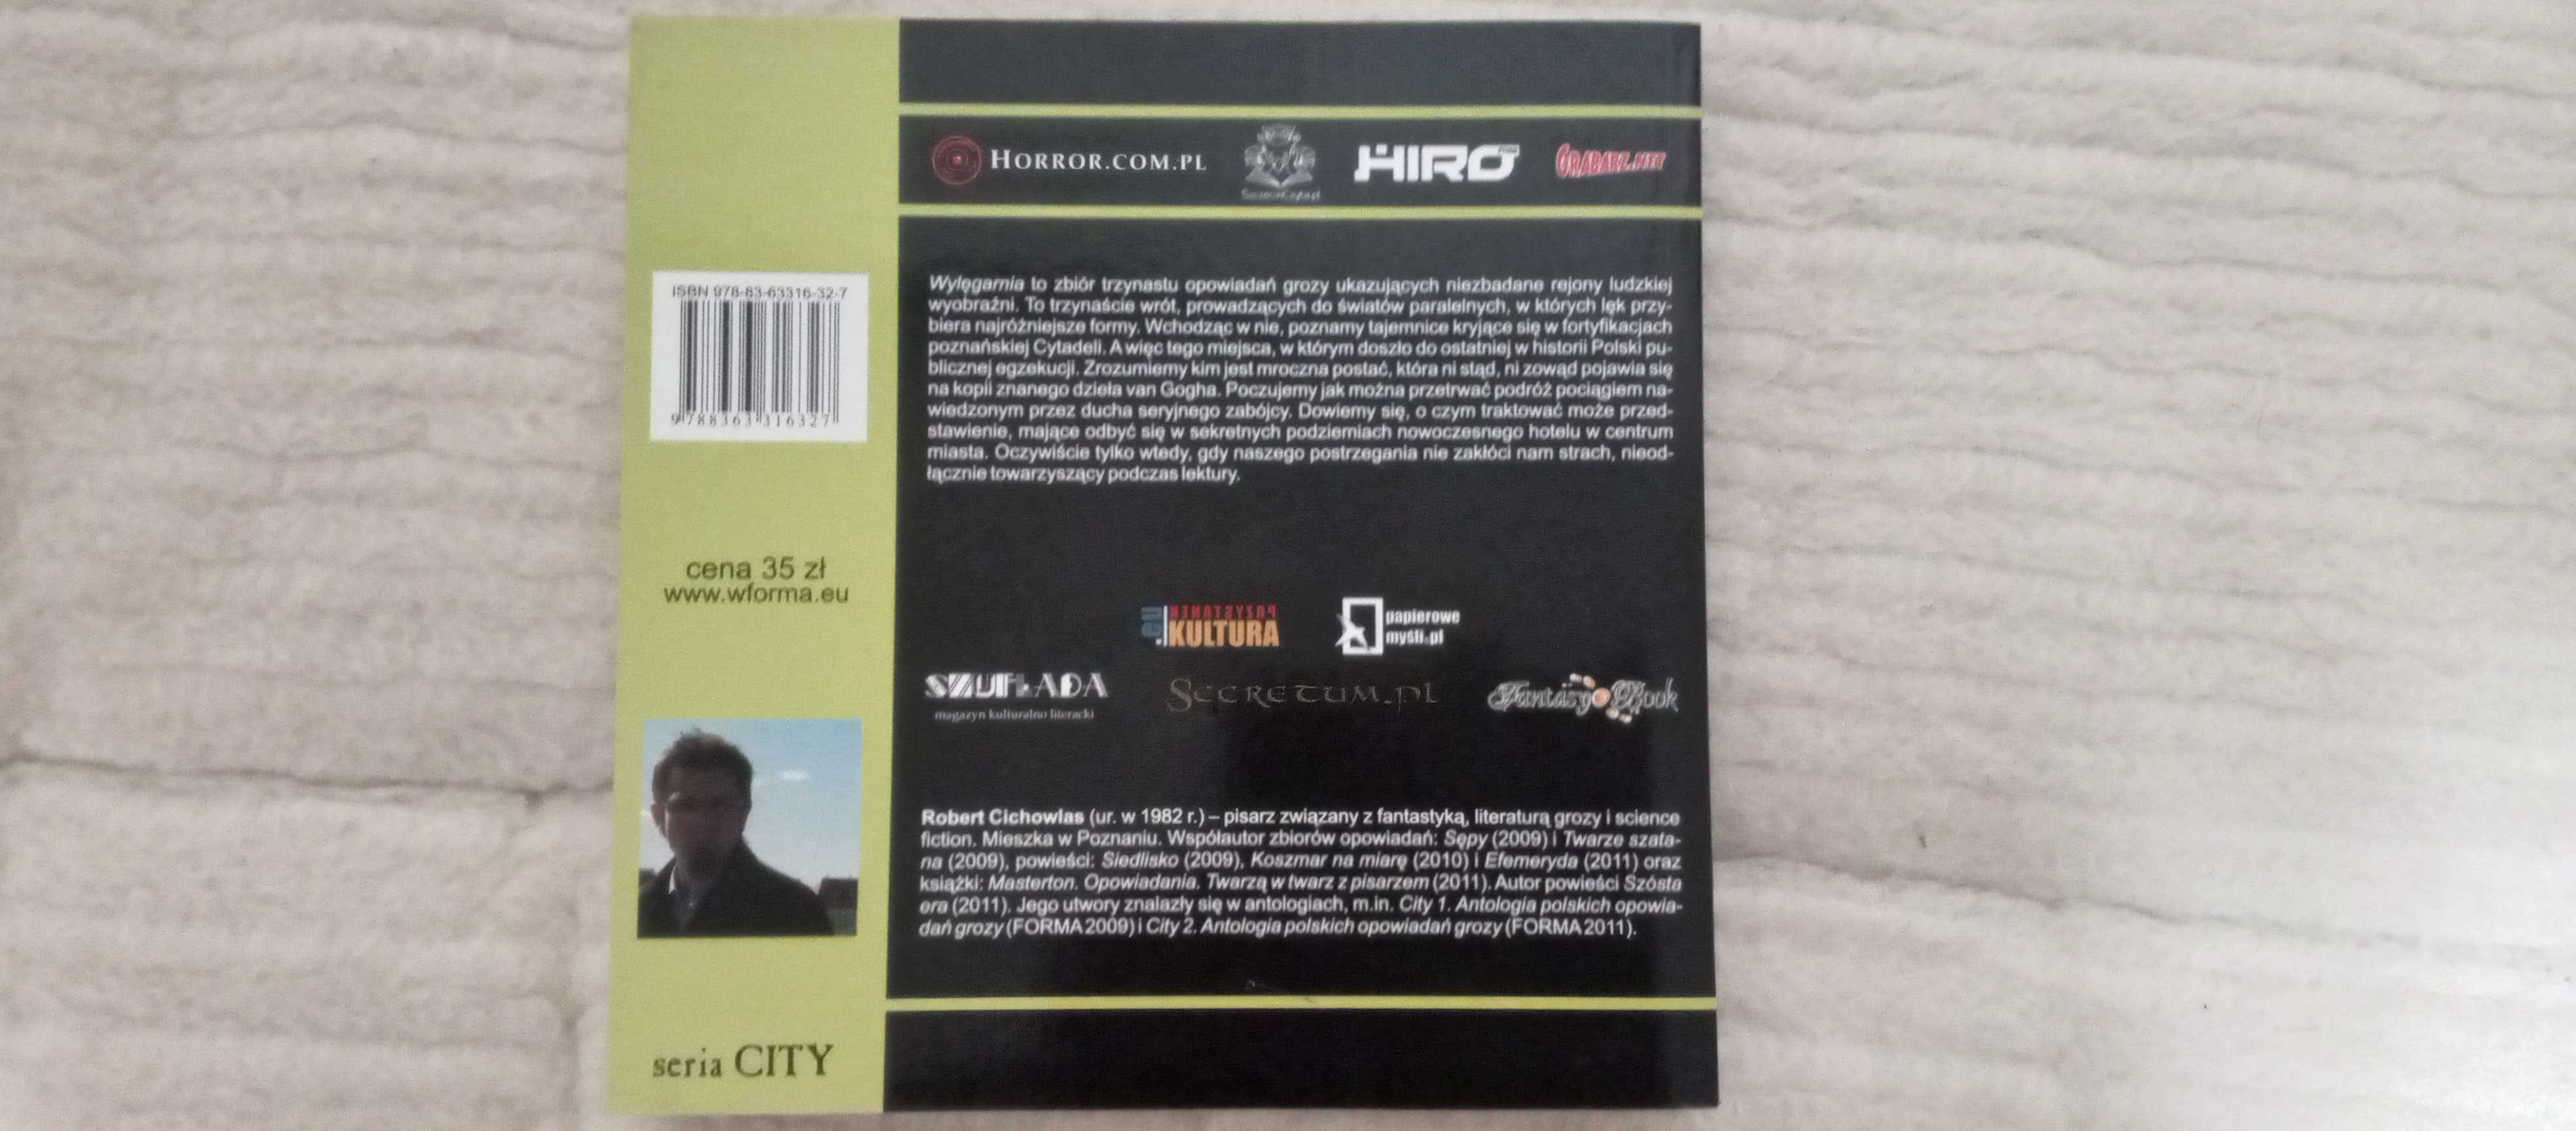 HORROR.COM.PL
HIRO
GRABARZ.NET
ISBN 978-83-63316-32-7
9 788363 316327
Wylęgarnia to zbiór trzynastu opowiadań grozy ukazujących niezbadane rejony ludzkiej
wyobraźni. To trzynaście wrót, prowadzących do światów paralelnych, w których lęk przy-
biera najróżniejsze formy. Wchodząc w nie, poznamy tajemnice kryjące się w fortyfikacjach
poznańskiej Cytadeli. A więc tego miejsca, w którym doszło do ostatniej w historii Polski pu-
blicznej egzekucji. Zrozumiemy kim jest mroczna postać, która ni stąd, ni zowąd pojawia się
na kopii znanego dzieła van Gogha. Poczujemy jak można przetrwać podróż pociągiem na-
wiedzonym przez ducha seryjnego zabójcy. Dowiemy się, o czym traktować może przed-
stawienie, mające odbyć się w sekretnych podziemiach nowoczesnego hotelu w centrum
miasta. Oczywiście tylko wtedy, gdy naszego postrzegania nie zakłóci nam strach, nieod-
łącznie towarzyszący podczas lektury.
cena 35 zł
www.wforma.eu
.eu
KULTURA
papierowe
myśli.pl
SZUFLADA
magazyn kulturalno literacki
SECRETUM.PL
Fantasy Book
Robert Cichowlas (ur. w 1982 r.) – pisarz związany z fantastyką, literaturą grozy i science
fiction. Mieszka w Poznaniu. Współautor zbiorów opowiadań: Sępy (2009) i Twarze szata-
na (2009), powieści: Siedlisko (2009), Koszmar na miarę (2010) i Efemeryda (2011) oraz
książki: Masterton. Opowiadania. Twarzą w twarz z pisarzem (2011). Autor powieści Szósta
era (2011). Jego utwory znalazły się w antologiach, m.in. City 1. Antologia polskich opowia-
dań grozy (FORMA 2009) i City 2. Antologia polskich opowiadań grozy (FORMA 2011).
seria CITY